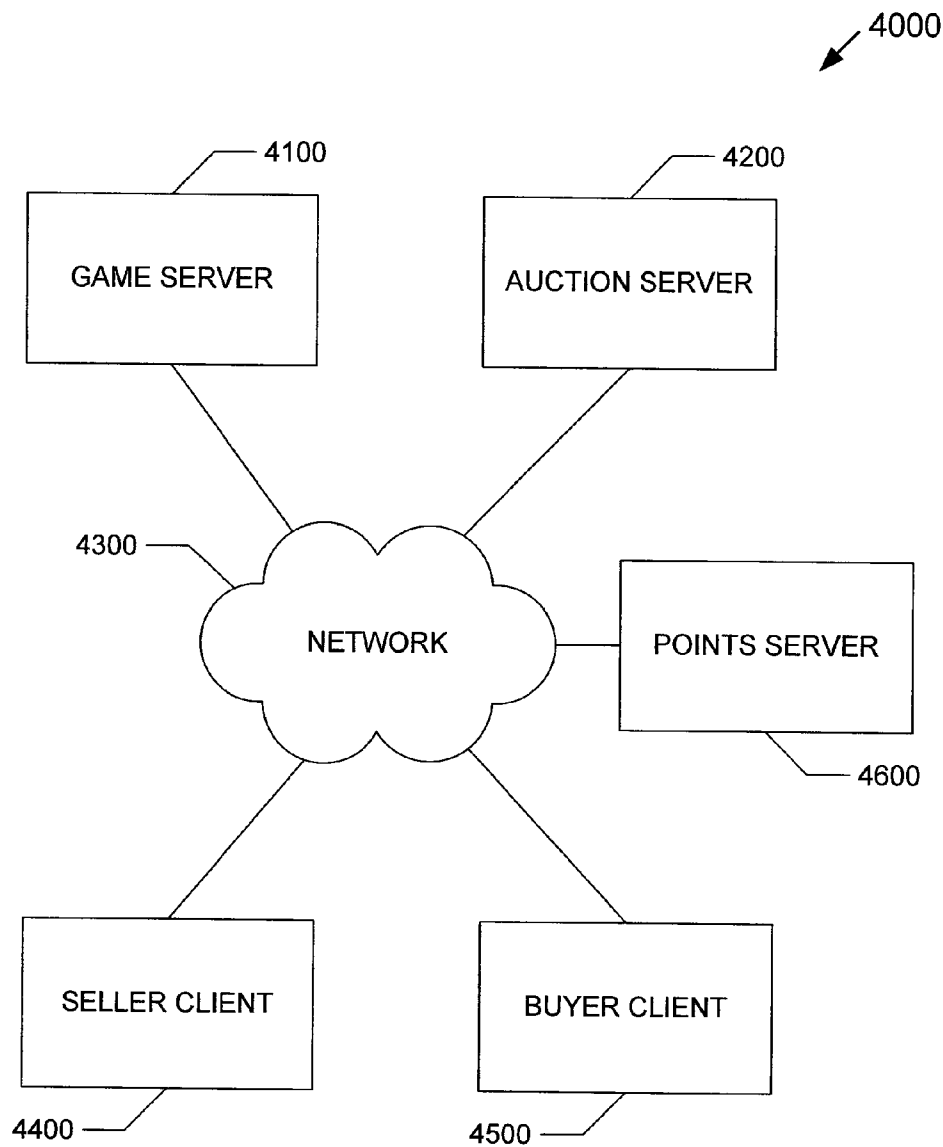 4000
4100
4200
GAME SERVER
AUCTION SERVER
4300
NETWORK
POINTS SERVER
4600
SELLER CLIENT
BUYER CLIENT
4400
4500